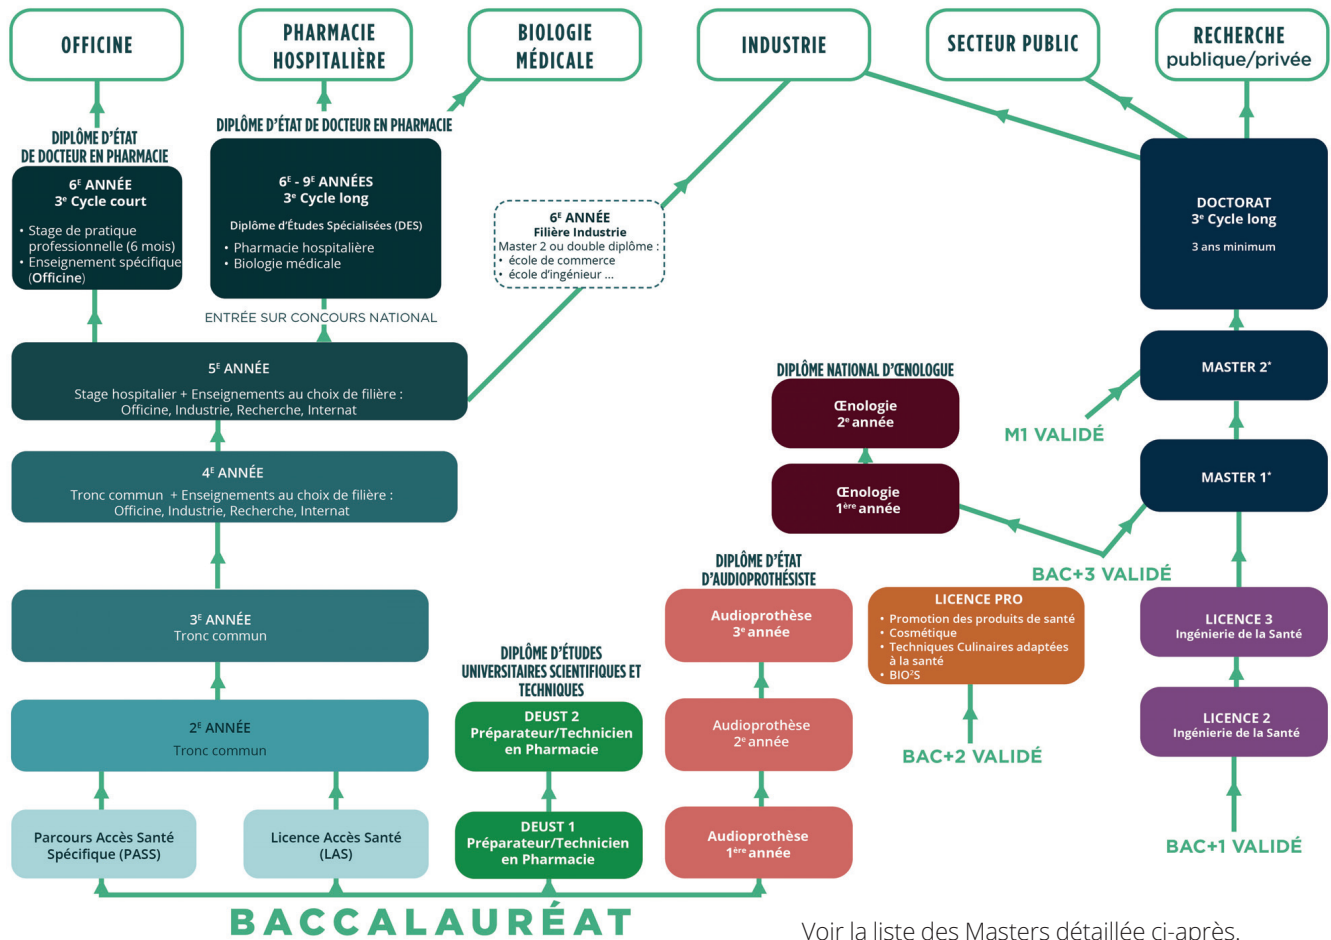 OFFICINE
PHARMACIE
HOSPITALIÈRE
BIOLOGIE
MÉDICALE
INDUSTRIE
SECTEUR PUBLIC
RECHERCHE
publique/privée
DIPLÔME D'ÉTAT
DE DOCTEUR EN PHARMACIE
6E ANNÉE
3e Cycle court
• Stage de pratique
professionnelle (6 mois)
• Enseignement spécifique
(Officine)
DIPLÔME D'ÉTAT DE DOCTEUR EN PHARMACIE
6E - 9E ANNÉES
3e Cycle long
Diplôme d'Études Spécialisées (DES)
• Pharmacie hospitalière
• Biologie médicale
ENTRÉE SUR CONCOURS NATIONAL
6E ANNÉE
Filière Industrie
Master 2 ou double diplôme :
• école de commerce
• école d'ingénieur ...
DOCTORAT
3e Cycle long
3 ans minimum
5E ANNÉE
Stage hospitalier + Enseignements au choix de filière :
Officine, Industrie, Recherche, Internat
DIPLÔME NATIONAL D'ŒNOLOGUE
Œnologie
2e année
MASTER 2*
M1 VALIDÉ
4E ANNÉE
Tronc commun + Enseignements au choix de filière :
Officine, Industrie, Recherche, Internat
Œnologie
1ère année
MASTER 1*
BAC+3 VALIDÉ
3E ANNÉE
Tronc commun
DIPLÔME D'ÉTAT
D'AUDIOPROTHÉSISTE
Audioprothèse
3e année
LICENCE PRO
• Promotion des produits de santé
• Cosmétique
• Techniques Culinaires adaptées
à la santé
• BIO²S
LICENCE 3
Ingénierie de la Santé
DIPLÔME D'ÉTUDES
UNIVERSITAIRES SCIENTIFIQUES ET
TECHNIQUES
2E ANNÉE
Tronc commun
DEUST 2
Préparateur/Technicien
en Pharmacie
Audioprothèse
2e année
BAC+2 VALIDÉ
LICENCE 2
Ingénierie de la Santé
Parcours Accès Santé
Spécifique (PASS)
Licence Accès Santé
(LAS)
DEUST 1
Préparateur/Technicien
en Pharmacie
Audioprothèse
1ère année
BAC+1 VALIDÉ
BACCALAURÉAT
Voir la liste des Masters détaillée ci-après.